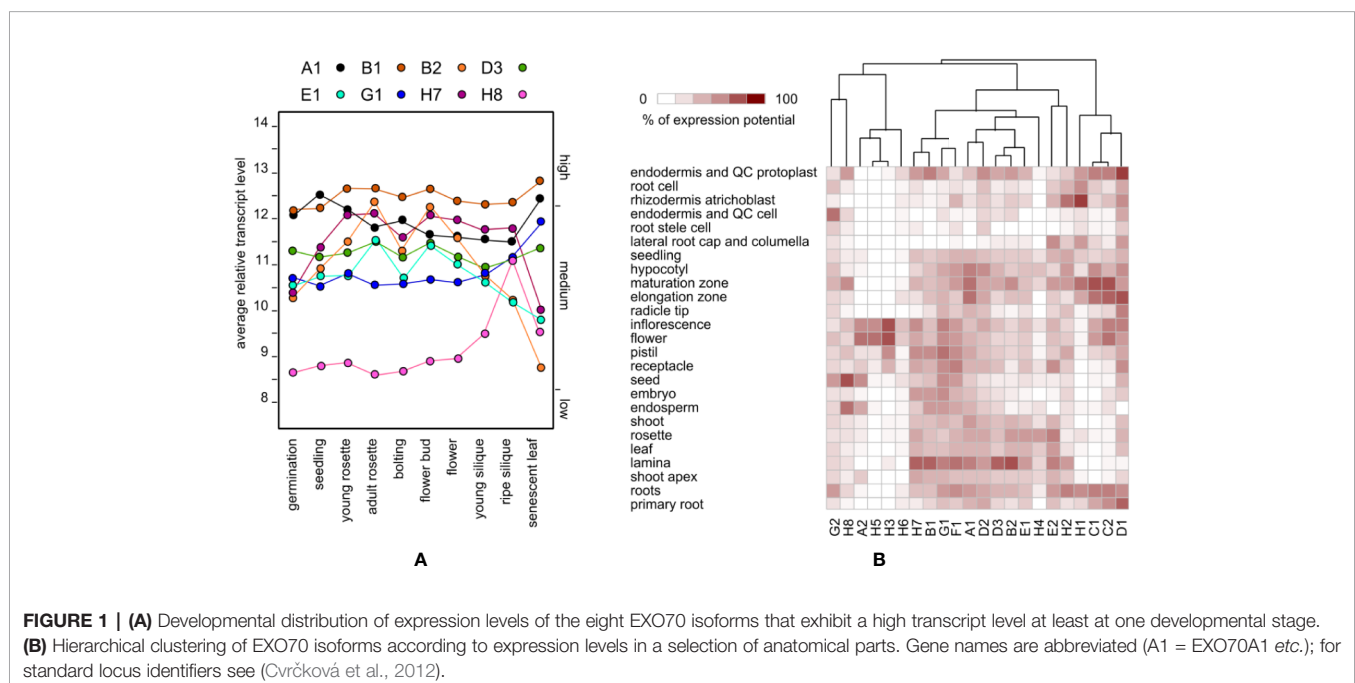 A1 B1 B2 D3
E1 G1 H7 H8
average relative transcript level
14
13
12
11
10
9
8
high
medium
low
germination
seedling
young rosette
adult rosette
bolting
flower bud
flower
young silique
ripe silique
senescent leaf
A
0 100
% of expression potential
endodermis and QC protoplast
root cell
rhizodermis atrichoblast
endodermis and QC cell
root stele cell
lateral root cap and columella
seedling
hypocotyl
maturation zone
elongation zone
radicle tip
inflorescence
flower
pistil
receptacle
seed
embryo
endosperm
shoot
rosette
leaf
lamina
shoot apex
roots
primary root
G2
H8
A2
H5
H3
H6
H7
B1
G1
F1
A1
D2
D3
B2
E1
H4
E2
H2
H1
C1
C2
D1
B
FIGURE 1 | (A) Developmental distribution of expression levels of the eight EXO70 isoforms that exhibit a high transcript level at least at one developmental stage.
(B) Hierarchical clustering of EXO70 isoforms according to expression levels in a selection of anatomical parts. Gene names are abbreviated (A1 = EXO70A1 etc.); for
standard locus identifiers see (Cvrčková et al., 2012).